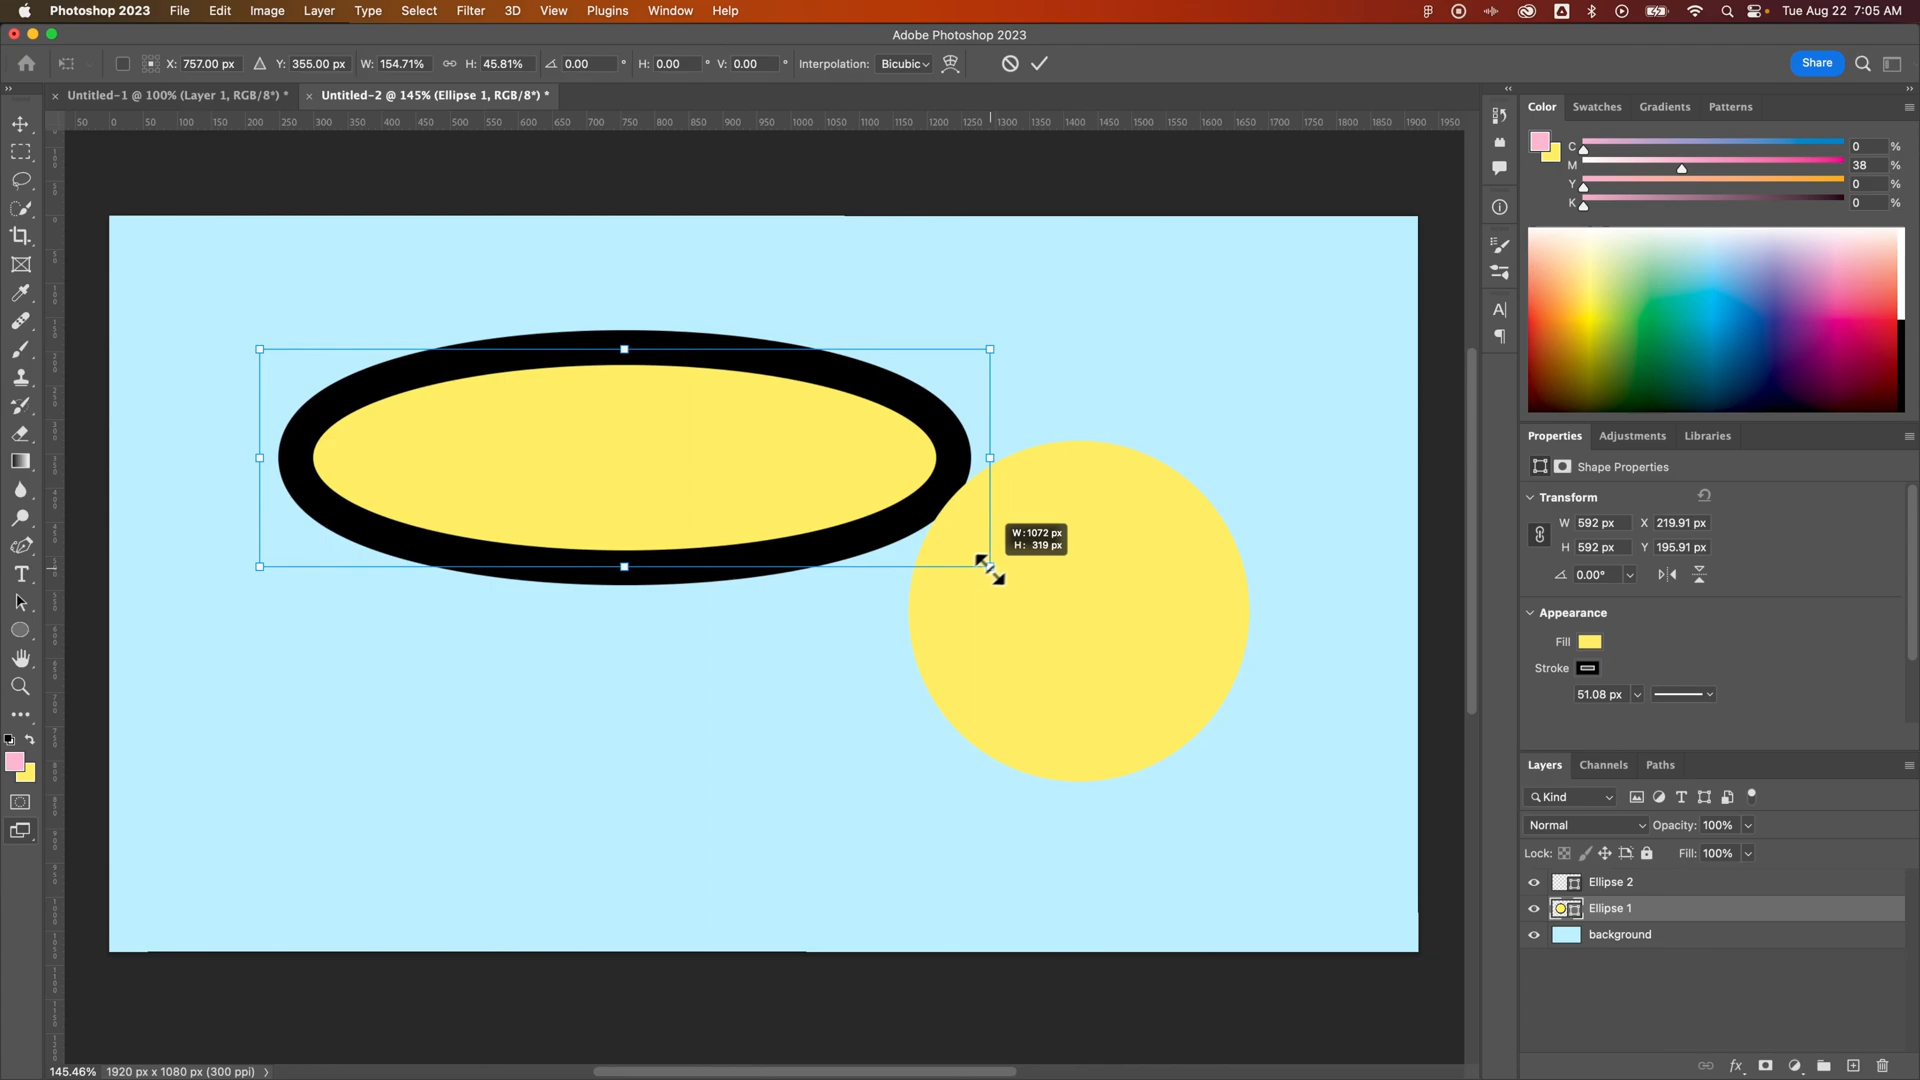 Photoshop 2023 File Edit Image Layer Type Select Filter 3D View Plugins Window Help Tue Aug 22 7:05 AM
Adobe Photoshop 2023
X: 757.00 px Y: 355.00 px W: 154.71% H: 45.81% 0.00 ° H: 0.00 ° V: 0.00 ° Interpolation: Bicubic Share
Untitled-1 @ 100% (Layer 1, RGB/8*) * Untitled-2 @ 145% (Ellipse 1, RGB/8*) *
50 0 50 100 150 200 250 300 350 400 450 500 550 600 650 700 750 800 850 900 950 1000 1050 1100 1150 1200 1250 1300 1350 1400 1450 1500 1550 1600 1650 1700 1750 1800 1850 1900 1950
Color Swatches Gradients Patterns
C 0 %
M 38 %
Y 0 %
K 0 %
W: 1072 px
H: 319 px
Properties Adjustments Libraries
Shape Properties
Transform
W 592 px X 219.91 px
H 592 px Y 195.91 px
0.00°
Appearance
Fill
Stroke
51.08 px
Layers Channels Paths
Kind
Normal Opacity: 100%
Lock: Fill: 100%
Ellipse 2
Ellipse 1
background
145.46% 1920 px x 1080 px (300 ppi)